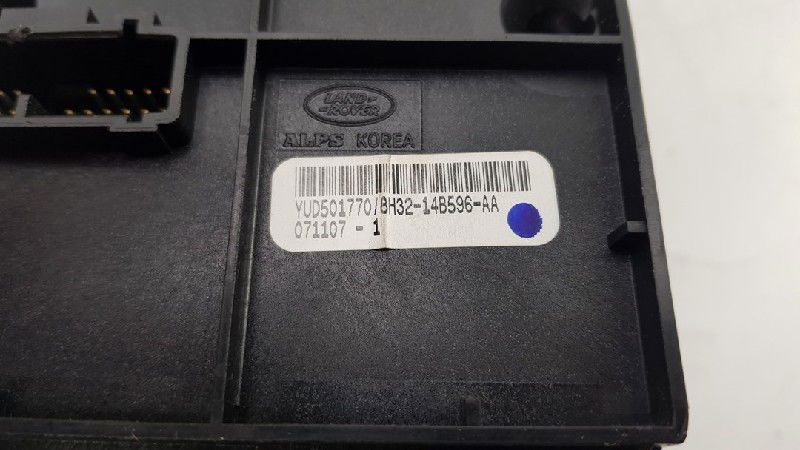 LAND-
-ROVER
ALPS KOREA
YUD501770/8H32-14B596-AA
071107 - 1